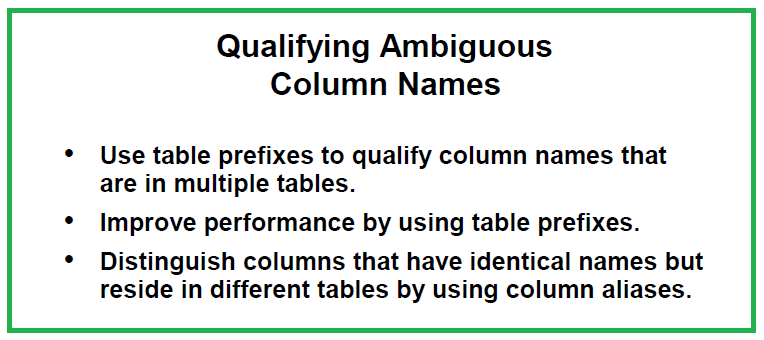 Qualifying Ambiguous
Column Names
• Use table prefixes to qualify column names that
are in multiple tables.
• Improve performance by using table prefixes.
• Distinguish columns that have identical names but
reside in different tables by using column aliases.